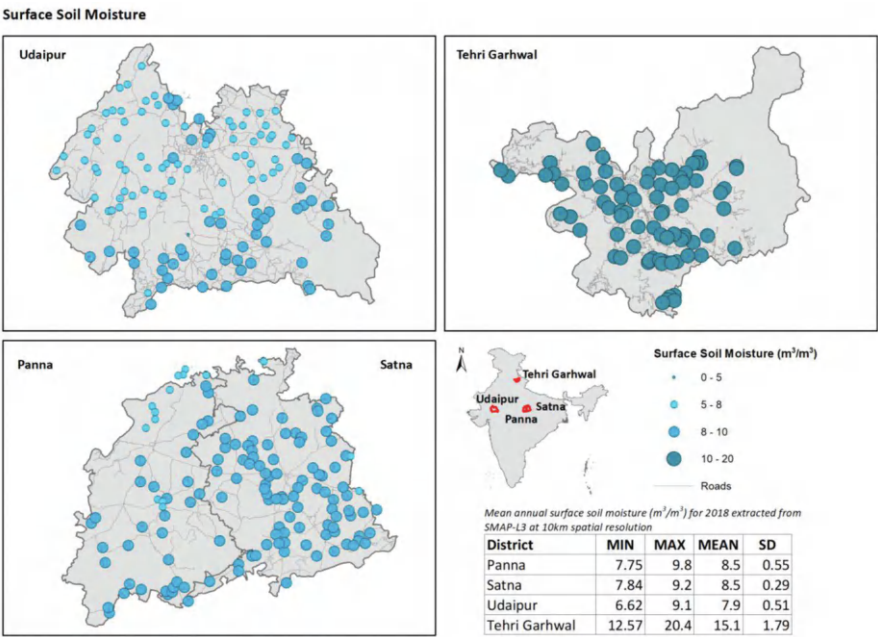 Surface Soil Moisture
Udaipur
Tehri Garhwal
Panna
Satna
N
Tehri Garhwal
Udaipur
Satna
Panna
Surface Soil Moisture (m³/m³)
0 - 5
5 - 8
8 - 10
10 - 20
Roads
Mean annual surface soil moisture (m³/m³) for 2018 extracted from
SMAP-L3 at 10km spatial resolution
District MIN MAX MEAN SD
Panna 7.75 9.8 8.5 0.55
Satna 7.84 9.2 8.5 0.29
Udaipur 6.62 9.1 7.9 0.51
Tehri Garhwal 12.57 20.4 15.1 1.79